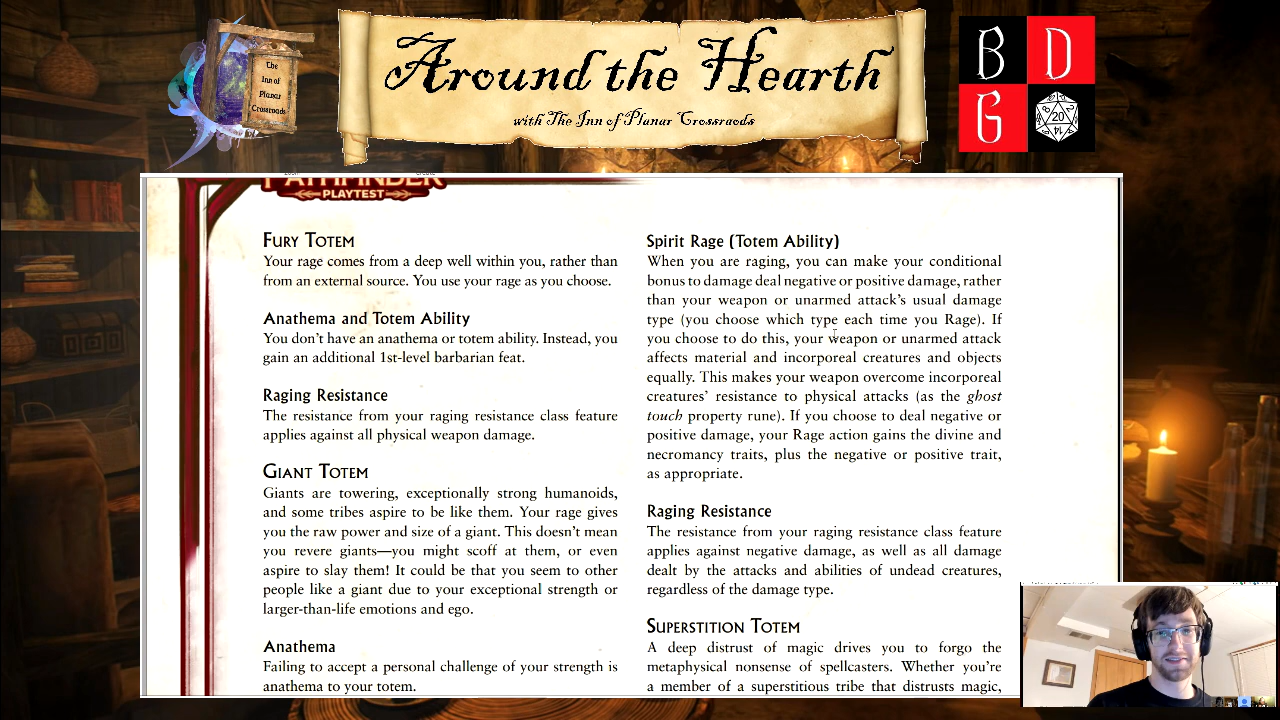 The
Inn of
Planar
Crossroads
Around the Hearth
with The Inn of Planar Crossraods
B D
G 20
PATHFINDER
PLAYTEST
FURY TOTEM
Your rage comes from a deep well within you, rather than
from an external source. You use your rage as you choose.
Anathema and Totem Ability
You don't have an anathema or totem ability. Instead, you
gain an additional 1st-level barbarian feat.
Raging Resistance
The resistance from your raging resistance class feature
applies against all physical weapon damage.
GIANT TOTEM
Giants are towering, exceptionally strong humanoids,
and some tribes aspire to be like them. Your rage gives
you the raw power and size of a giant. This doesn't mean
you revere giants—you might scoff at them, or even
aspire to slay them! It could be that you seem to other
people like a giant due to your exceptional strength or
larger-than-life emotions and ego.
Anathema
Failing to accept a personal challenge of your strength is
anathema to your totem.
Spirit Rage (Totem Ability)
When you are raging, you can make your conditional
bonus to damage deal negative or positive damage, rather
than your weapon or unarmed attack's usual damage
type (you choose which type each time you Rage). If
you choose to do this, your weapon or unarmed attack
affects material and incorporeal creatures and objects
equally. This makes your weapon overcome incorporeal
creatures' resistance to physical attacks (as the ghost
touch property rune). If you choose to deal negative or
positive damage, your Rage action gains the divine and
necromancy traits, plus the negative or positive trait,
as appropriate.
Raging Resistance
The resistance from your raging resistance class feature
applies against negative damage, as well as all damage
dealt by the attacks and abilities of undead creatures,
regardless of the damage type.
SUPERSTITION TOTEM
A deep distrust of magic drives you to forgo the
metaphysical nonsense of spellcasters. Whether you're
a member of a superstitious tribe that distrusts magic,